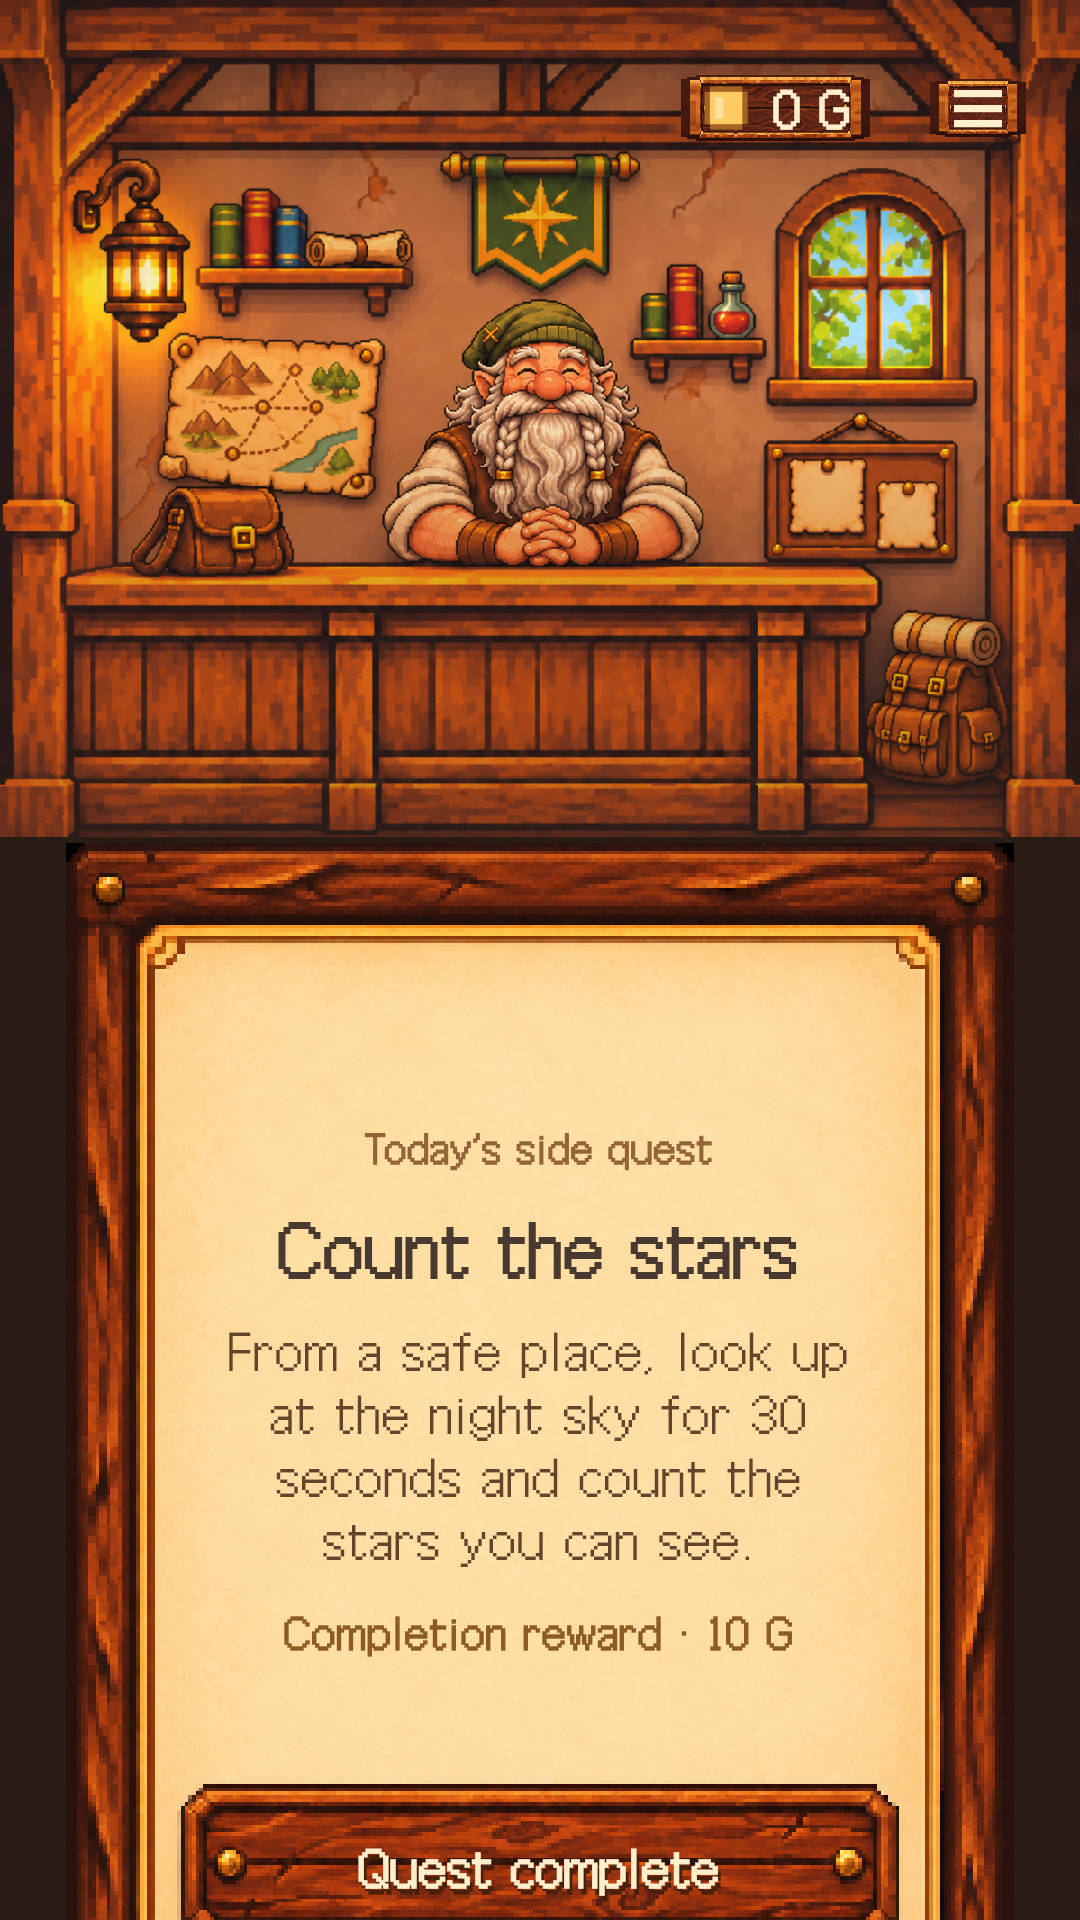 0 G
Today's side quest
Count the stars
From a safe place, look up
at the night sky for 30
seconds and count the
stars you can see.
Completion reward · 10 G
Quest complete